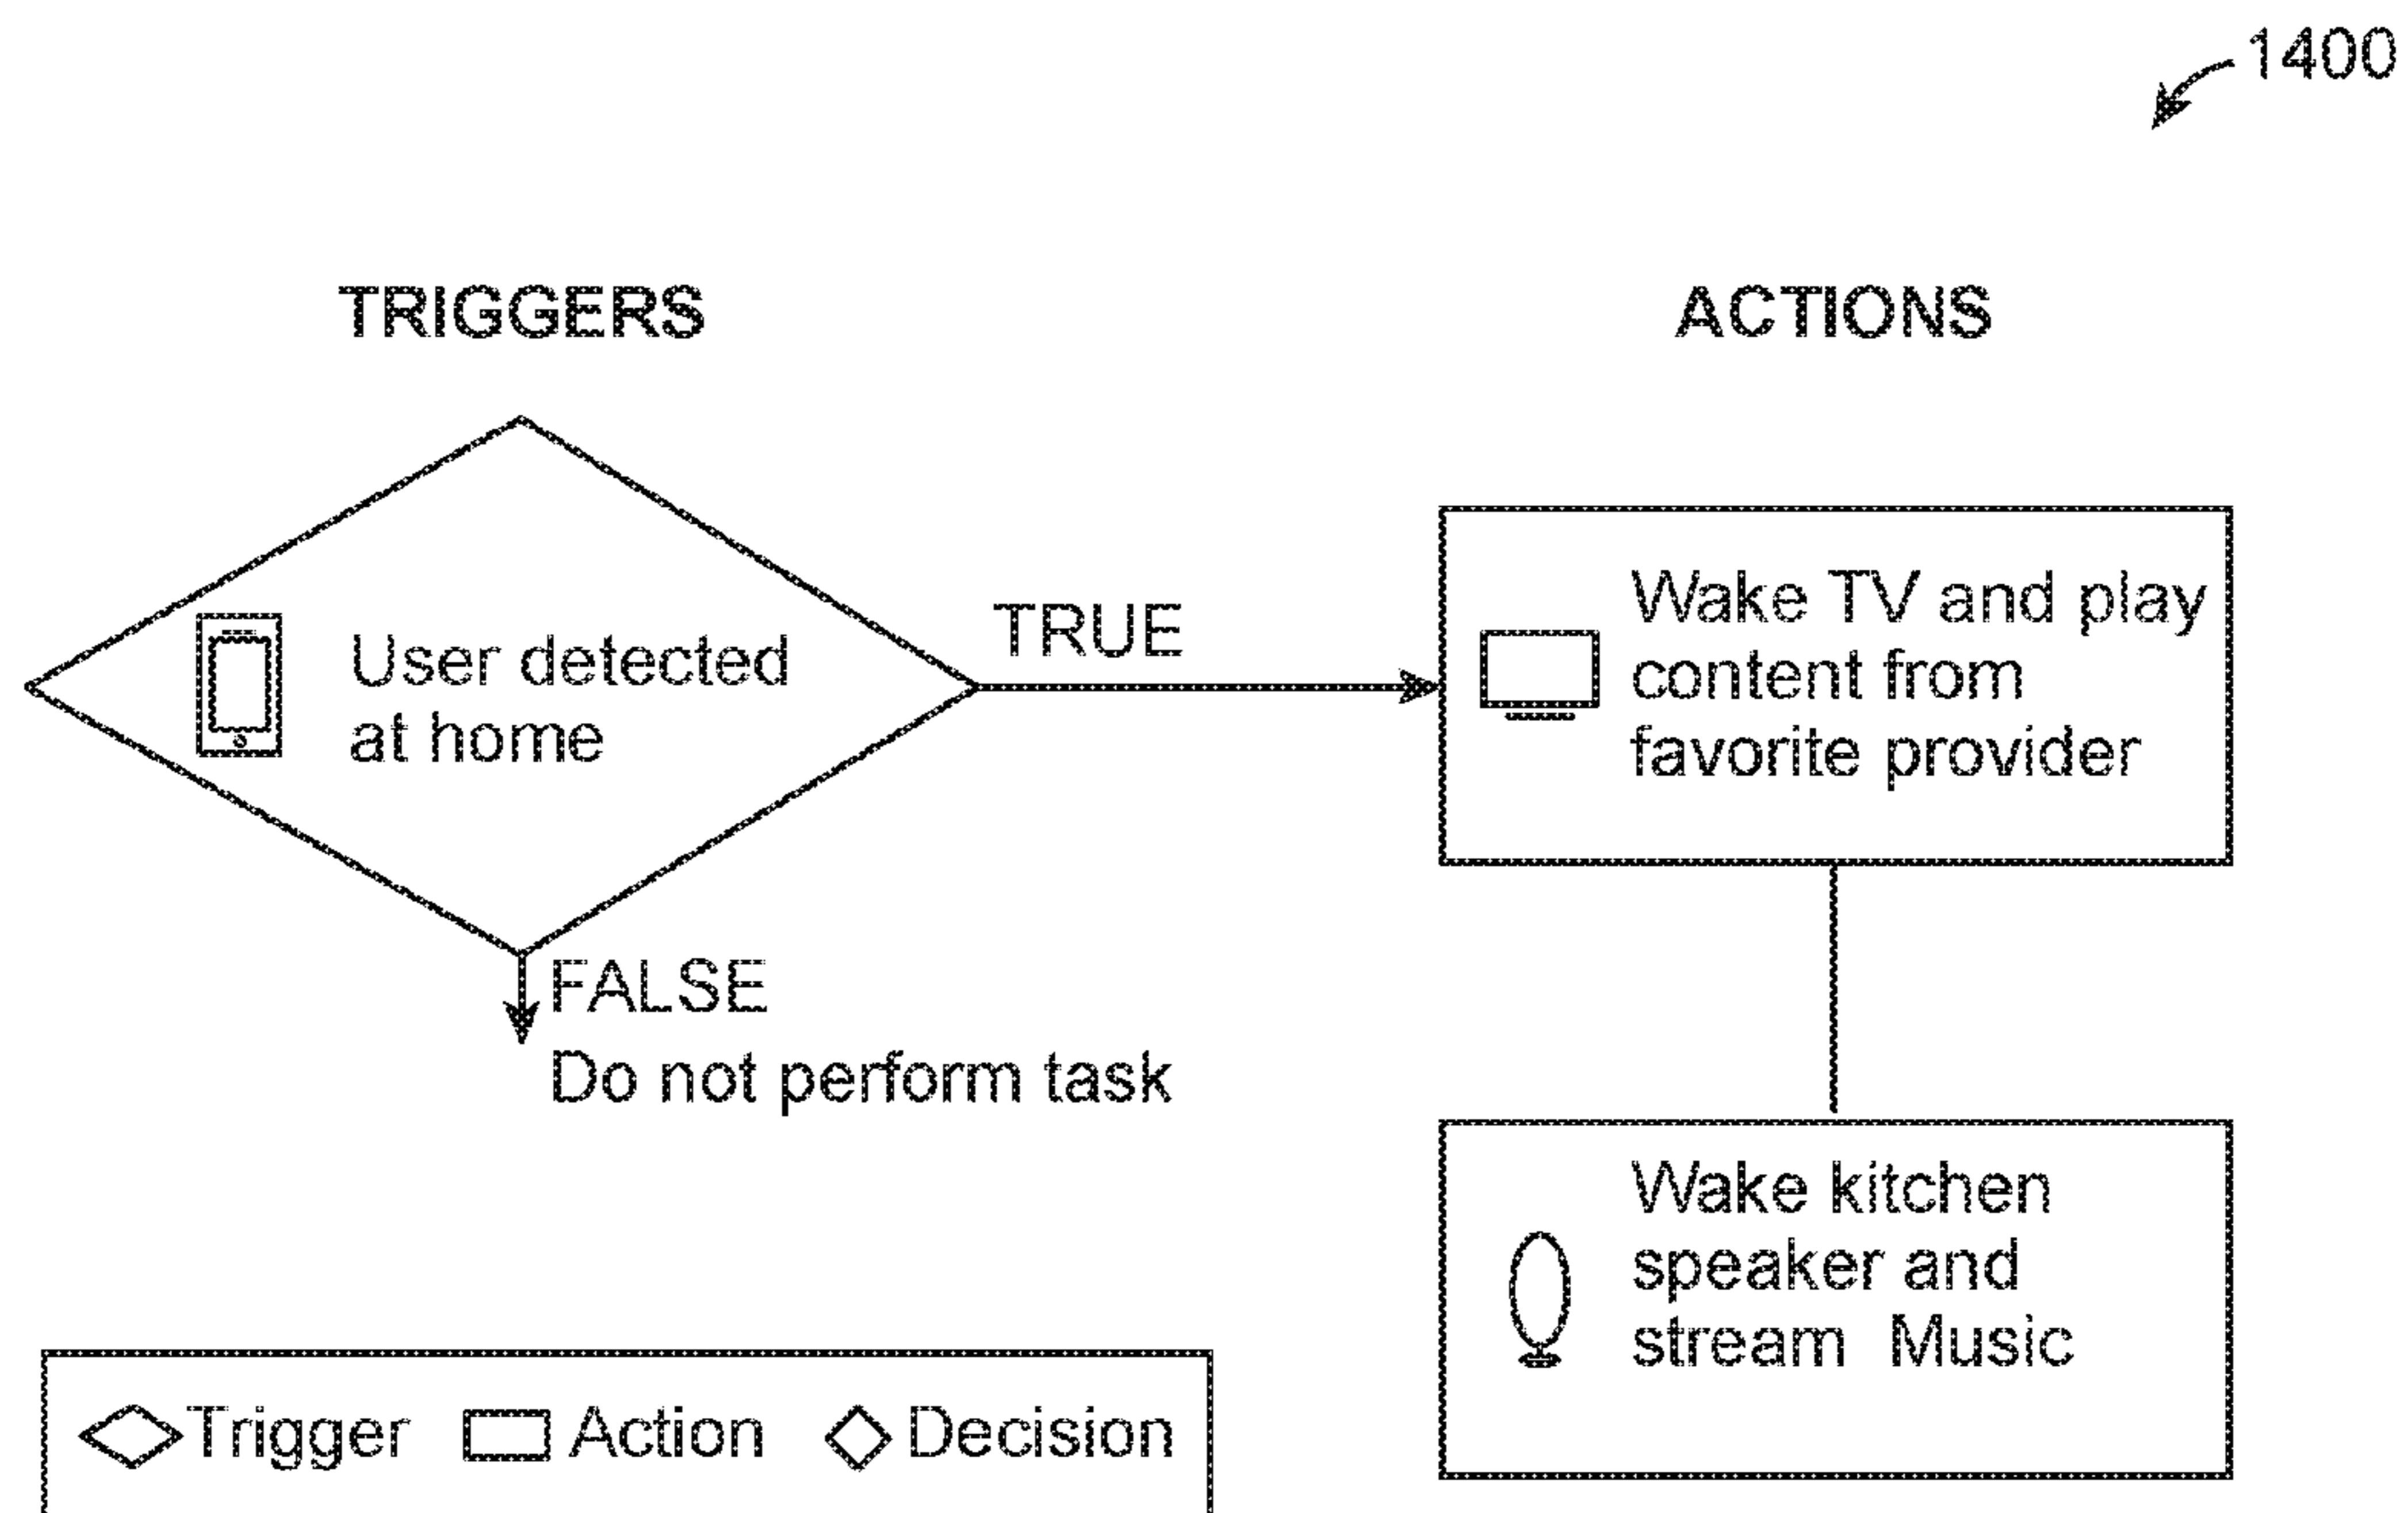 1400
TRIGGERS
ACTIONS
User detected
at home
TRUE
Wake TV and play
content from
favorite provider
FALSE
Do not perform task
Wake kitchen
speaker and
stream Music
Trigger Action Decision